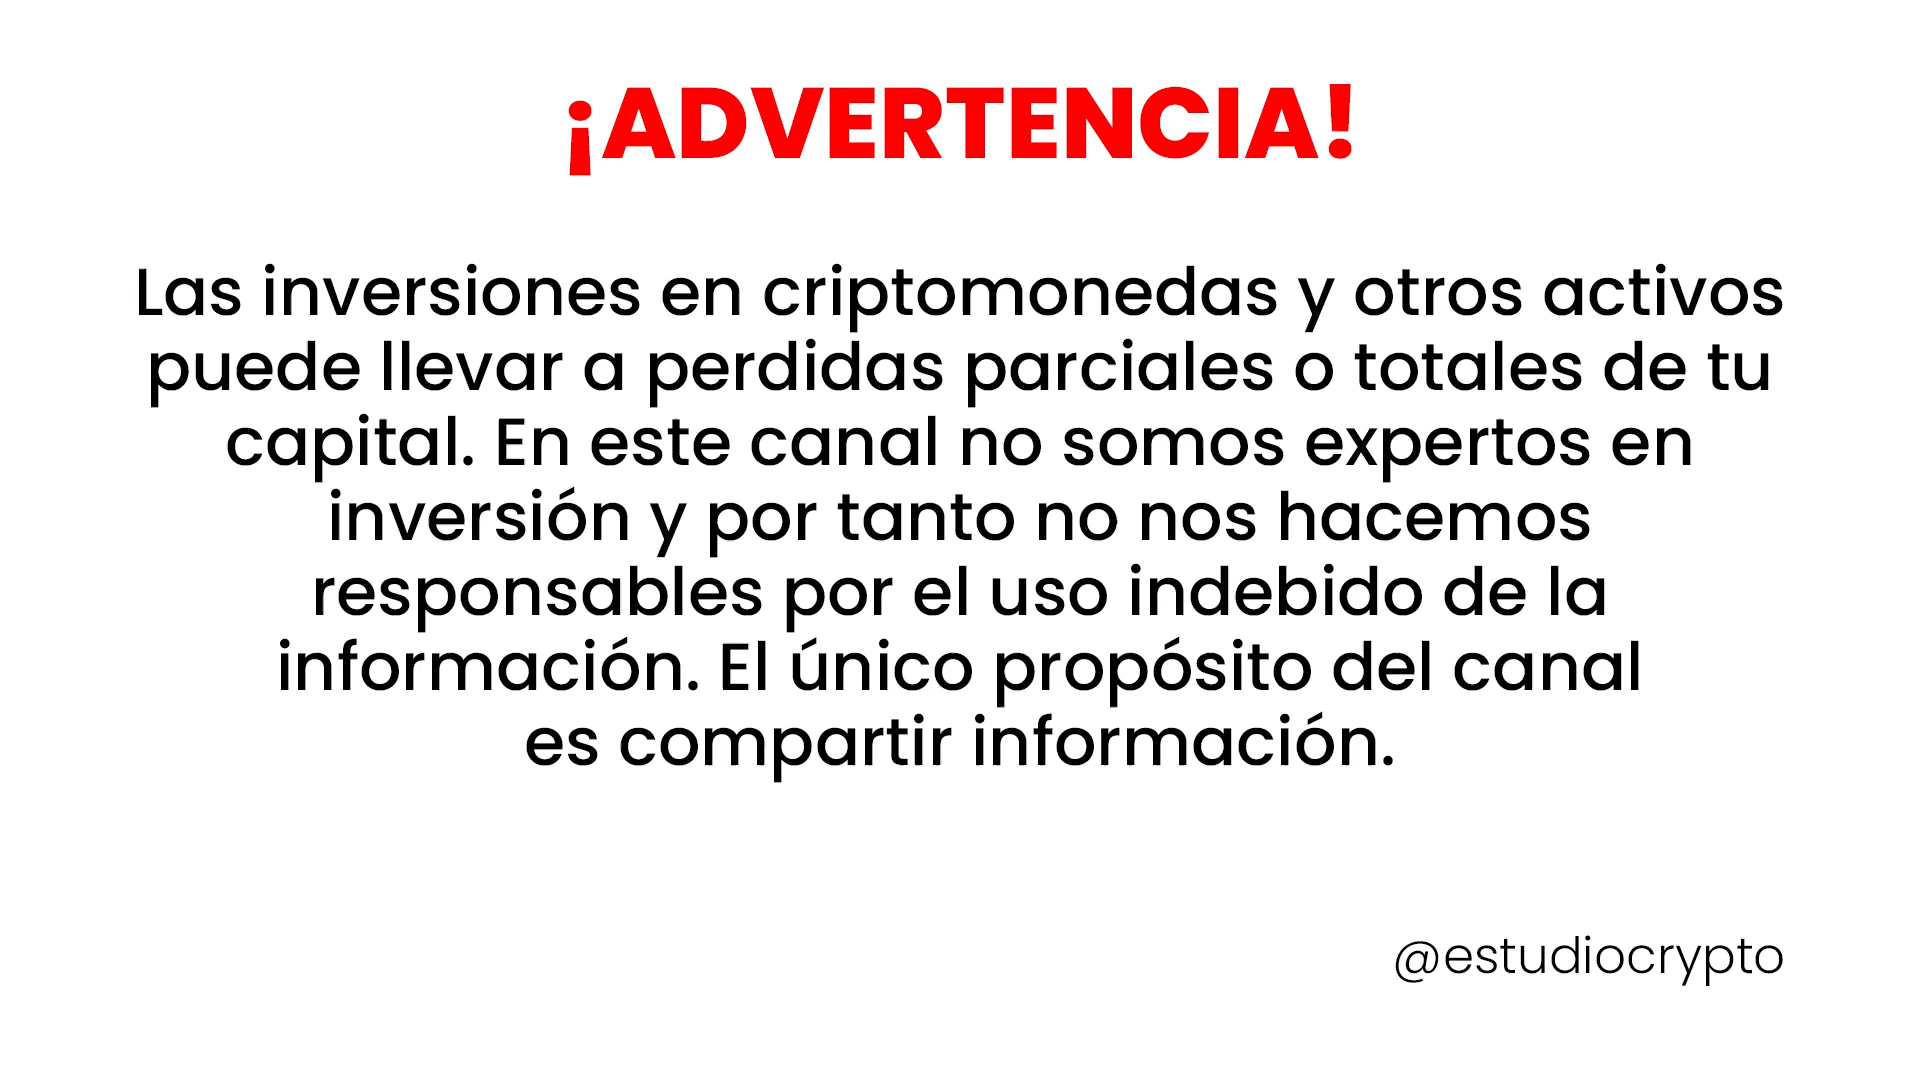 ¡ADVERTENCIA!
Las inversiones en criptomonedas y otros activos
puede llevar a perdidas parciales o totales de tu
capital. En este canal no somos expertos en
inversión y por tanto no nos hacemos
responsables por el uso indebido de la
información. El único propósito del canal
es compartir información.
@estudiocrypto